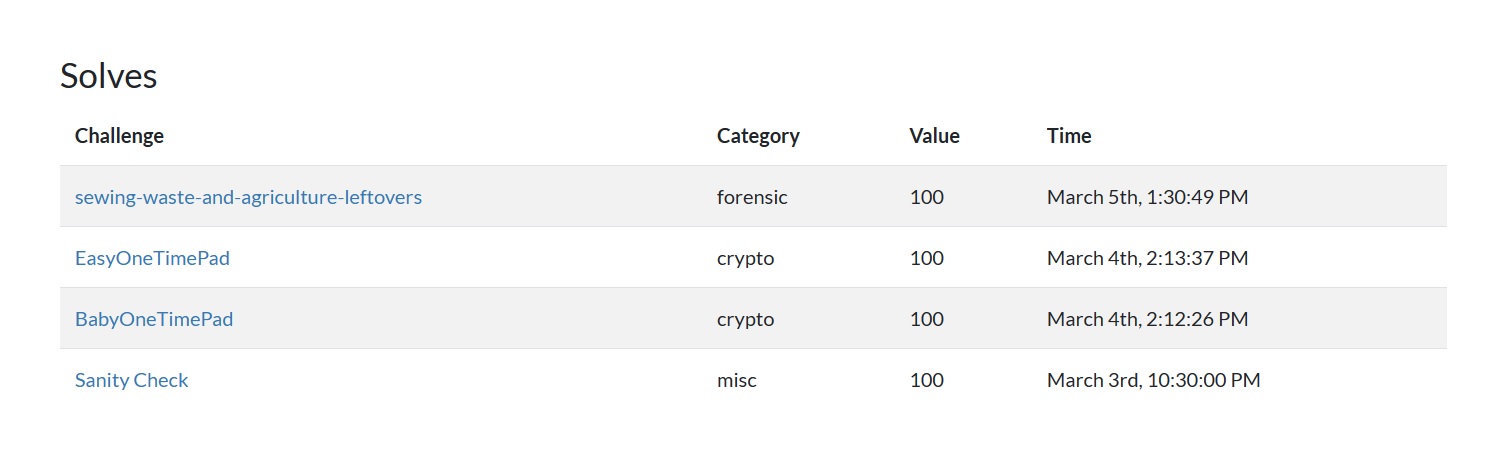 Solves
Challenge Category Value Time
sewing-waste-and-agriculture-leftovers forensic 100 March 5th, 1:30:49 PM
EasyOneTimePad crypto 100 March 4th, 2:13:37 PM
BabyOneTimePad crypto 100 March 4th, 2:12:26 PM
Sanity Check misc 100 March 3rd, 10:30:00 PM